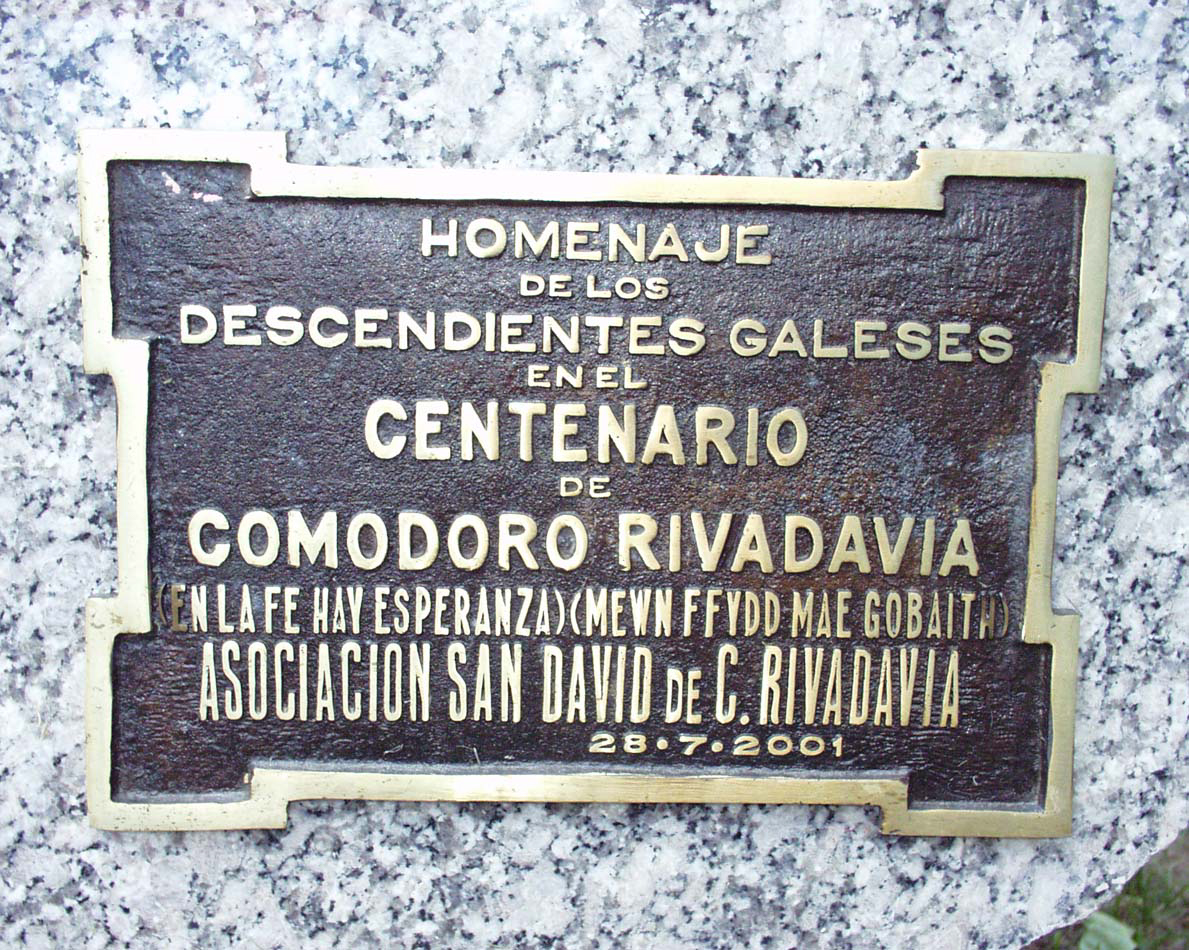 HOMENAJE
DE LOS
DESCENDIENTES GALESES
EN EL
CENTENARIO
DE
COMODORO RIVADAVIA
(EN LA FE HAY ESPERANZA)(MEWN FFYDD MAE GOBAITH)
ASOCIACION SAN DAVID DE C. RIVADAVIA
28·7·2001